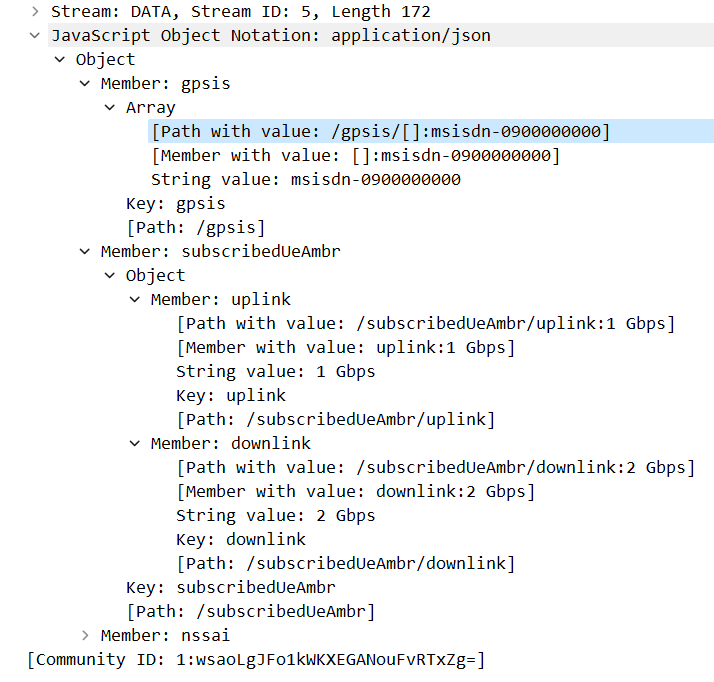 Stream: DATA, Stream ID: 5, Length 172
JavaScript Object Notation: application/json
Object
Member: gpsis
Array
[Path with value: /gpsis/[]:msisdn-0900000000]
[Member with value: []:msisdn-0900000000]
String value: msisdn-0900000000
Key: gpsis
[Path: /gpsis]
Member: subscribedUeAmbr
Object
Member: uplink
[Path with value: /subscribedUeAmbr/uplink:1 Gbps]
[Member with value: uplink:1 Gbps]
String value: 1 Gbps
Key: uplink
[Path: /subscribedUeAmbr/uplink]
Member: downlink
[Path with value: /subscribedUeAmbr/downlink:2 Gbps]
[Member with value: downlink:2 Gbps]
String value: 2 Gbps
Key: downlink
[Path: /subscribedUeAmbr/downlink]
Key: subscribedUeAmbr
[Path: /subscribedUeAmbr]
Member: nssai
[Community ID: 1:wsaoLgJFo1kWKXEGANouFvRTxZg=]